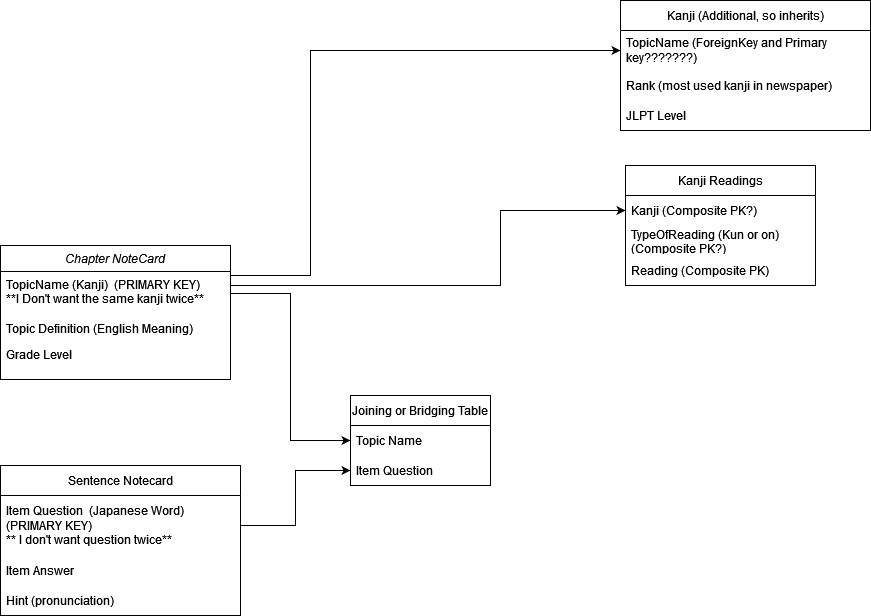 Kanji (Additional, so inherits)
TopicName (ForeignKey and Primary
key???????)
Rank (most used kanji in newspaper)
JLPT Level
Kanji Readings
Kanji (Composite PK?)
TypeOfReading (Kun or on)
(Composite PK?)
Reading (Composite PK)
Chapter NoteCard
TopicName (Kanji)  (PRIMARY KEY)
**I Don't want the same kanji twice**
Topic Definition (English Meaning)
Grade Level
Joining or Bridging Table
Topic Name
Item Question
Sentence Notecard
Item Question  (Japanese Word)
(PRIMARY KEY)
** I don't want question twice**
Item Answer
Hint (pronunciation)